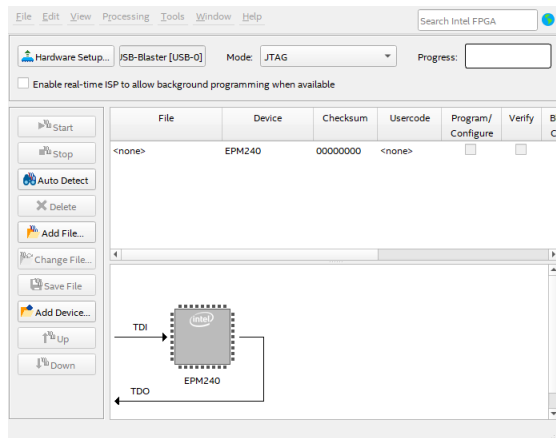 File Edit View Processing Tools Window Help
Search Intel FPGA
Hardware Setup... JSB-Blaster [USB-0] Mode: JTAG Progress:
Enable real-time ISP to allow background programming when available
Start
Stop
Auto Detect
Delete
Add File...
Change File...
Save File
Add Device...
Up
Down
File Device Checksum Usercode Program/ Verify B
Configure C
<none> EPM240 00000000 <none>
intel
TDI
EPM240
TDO